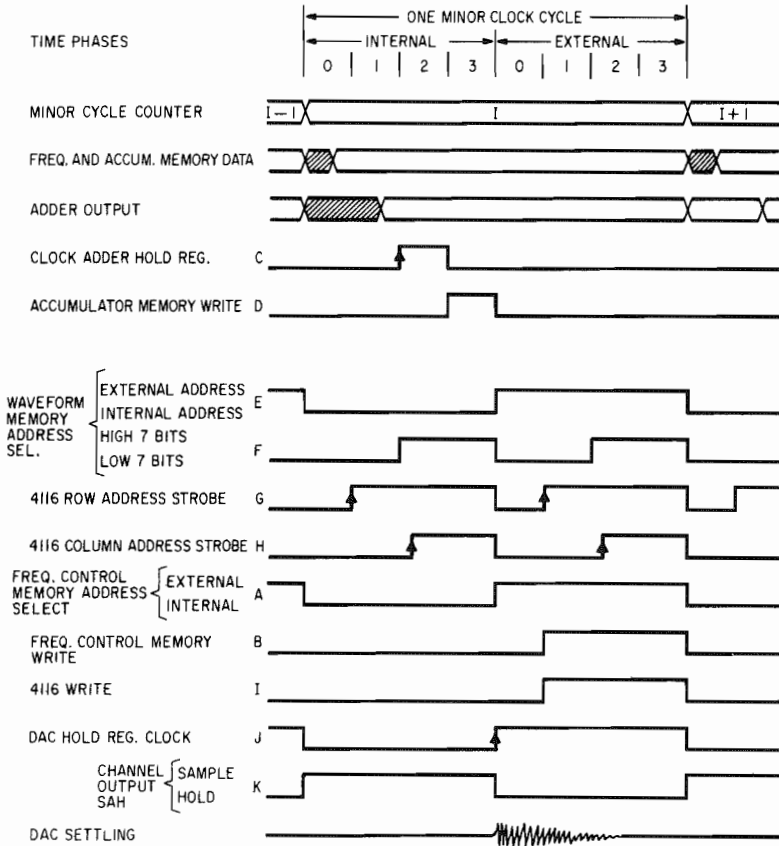 ONE MINOR CLOCK CYCLE
TIME PHASES
INTERNAL EXTERNAL
0 1 2 3 0 1 2 3
MINOR CYCLE COUNTER I-1 I I+1
FREQ. AND ACCUM. MEMORY DATA
ADDER OUTPUT
CLOCK ADDER HOLD REG. C
ACCUMULATOR MEMORY WRITE D
WAVEFORM MEMORY ADDRESS SEL.
EXTERNAL ADDRESS
INTERNAL ADDRESS E
HIGH 7 BITS
LOW 7 BITS F
4116 ROW ADDRESS STROBE G
4116 COLUMN ADDRESS STROBE H
FREQ. CONTROL
MEMORY ADDRESS
SELECT
EXTERNAL
INTERNAL A
FREQ. CONTROL MEMORY
WRITE B
4116 WRITE I
DAC HOLD REG. CLOCK J
CHANNEL
OUTPUT
SAH
SAMPLE
HOLD K
DAC SETTLING